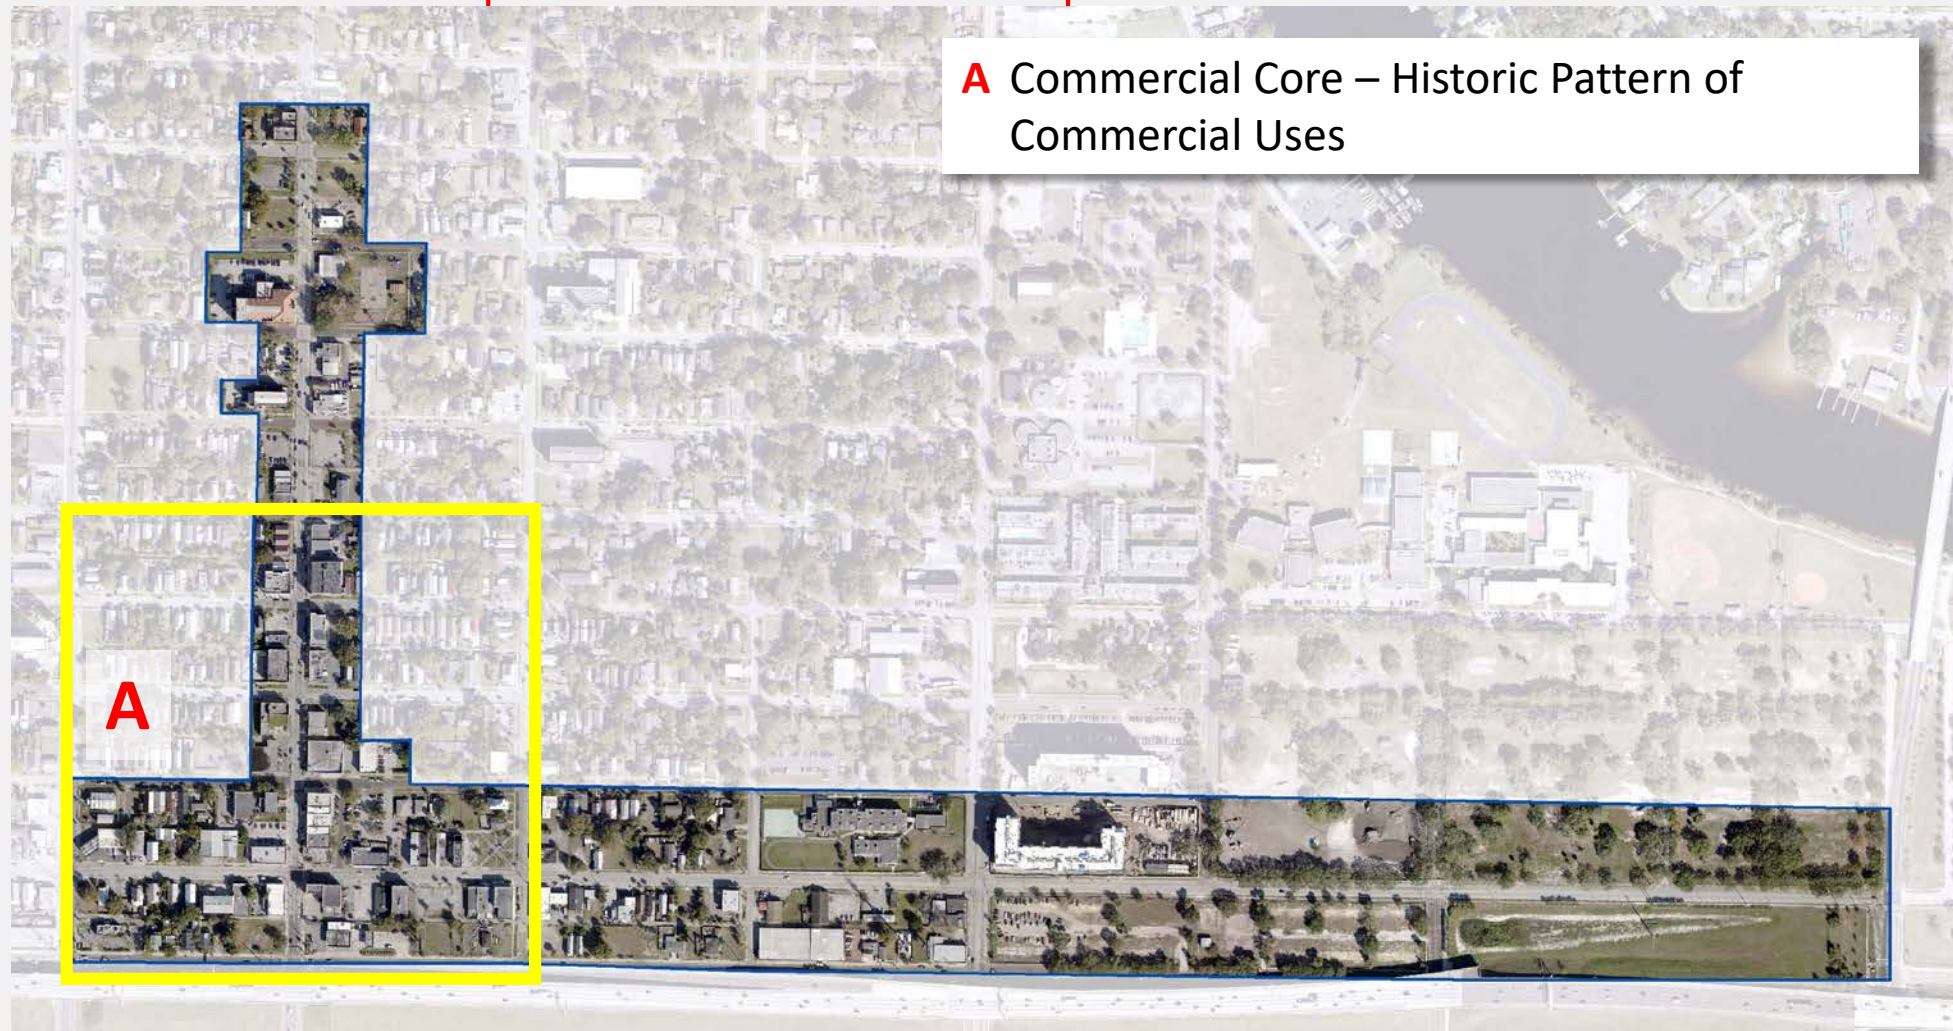 A Commercial Core – Historic Pattern of
Commercial Uses
A